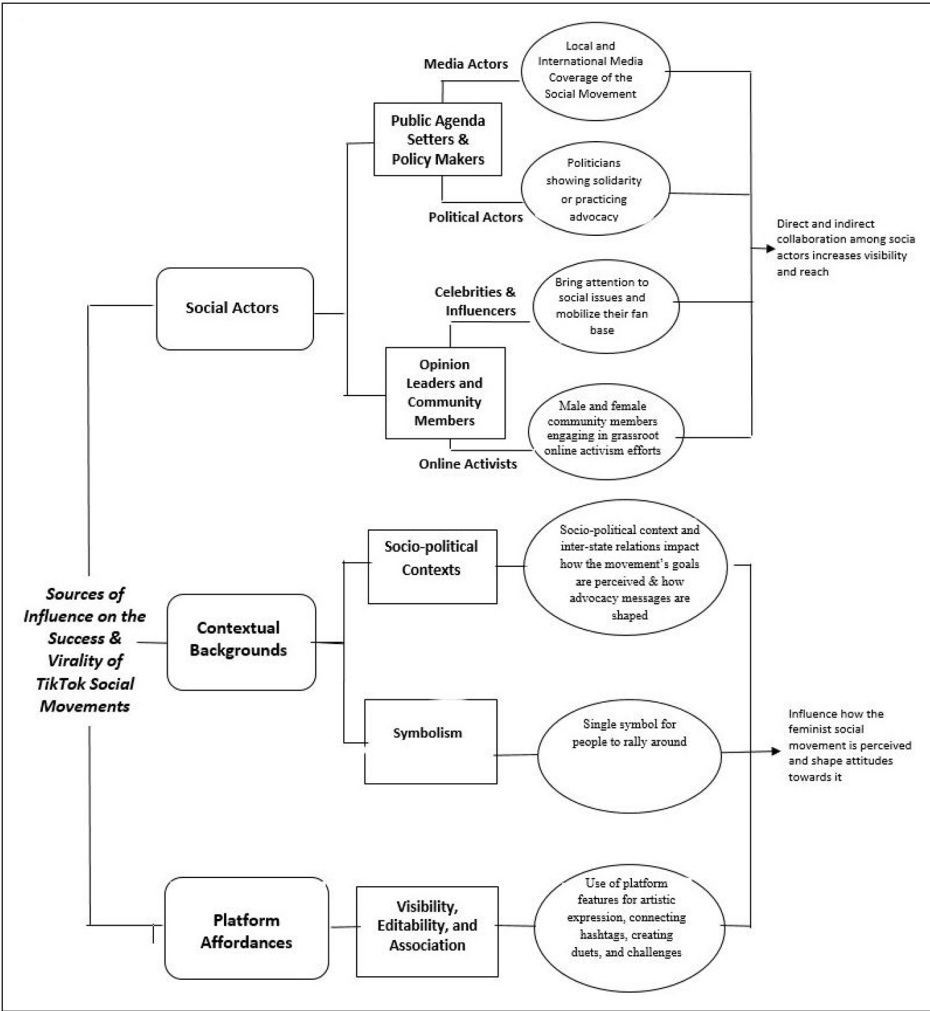 Media Actors
Local and
International Media
Coverage of the
Social Movement
Public Agenda
Setters &
Policy Makers
Political Actors
Politicians
showing solidarity
or practicing
advocacy
Direct and indirect
collaboration among socia
actors increases visibility
and reach
Social Actors
Celebrities &
Influencers
Bring attention to
social issues and
mobilize their fan
base
Opinion
Leaders and
Community
Members
Online Activists
Male and female
community members
engaging in grassroot
online activism efforts
Sources of
Influence on the
Success &
Virality of
TikTok Social
Movements
Contextual
Backgrounds
Socio-political
Contexts
Socio-political context and
inter-state relations impact
how the movement’s goals
are perceived & how
advocacy messages are
shaped
Symbolism
Single symbol for
people to rally around
Influence how the
feminist social
movement is perceived
and shape attitudes
towards it
Platform
Affordances
Visibility,
Editability, and
Association
Use of platform
features for artistic
expression, connecting
hashtags, creating
duets, and challenges